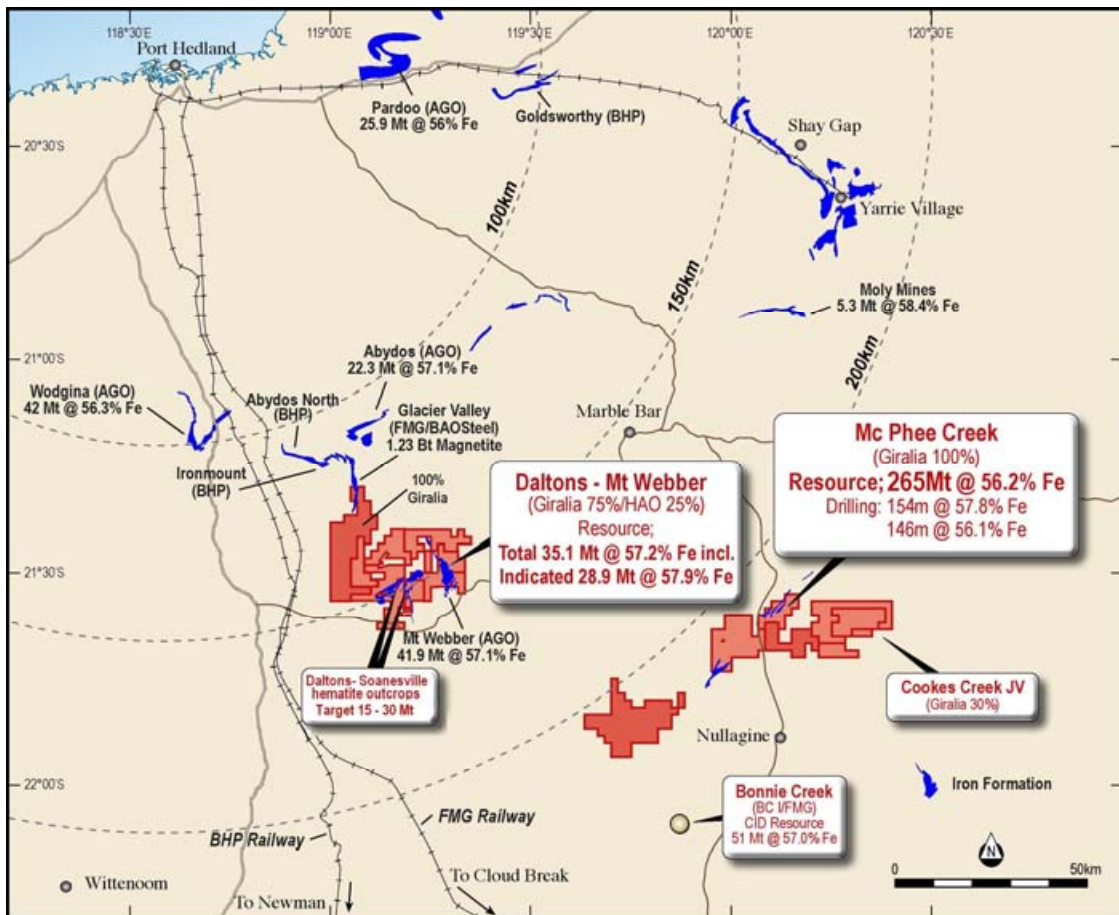 118°30'E
119°00'E
119°30'E
120°00'E
120°30'E
Port Hedland
Pardoo (AGO)
25.9 Mt @ 56% Fe
Goldsworthy (BHP)
Shay Gap
20°30'S
Yarrie Village
100km
150km
200km
Moly Mines
5.3 Mt @ 58.4% Fe
21°00'S
Abydos (AGO)
22.3 Mt @ 57.1% Fe
Wodgina (AGO)
42 Mt @ 56.3% Fe
Abydos North
(BHP)
Glacier Valley
(FMG/BAOSteel)
1.23 Bt Magnetite
Marble Bar
Ironmount
(BHP)
100%
Giralia
Mc Phee Creek
(Giralia 100%)
Resource; 265Mt @ 56.2% Fe
Drilling: 154m @ 57.8% Fe
146m @ 56.1% Fe
Daltons - Mt Webber
(Giralia 75%/HAO 25%)
Resource;
Total 35.1 Mt @ 57.2% Fe incl.
Indicated 28.9 Mt @ 57.9% Fe
21°30'S
Mt Webber (AGO)
41.9 Mt @ 57.1% Fe
Daltons- Soanesville
hematite outcrops
Target 15 - 30 Mt
Cookes Creek JV
(Giralia 30%)
Nullagine
22°00'S
Bonnie Creek
(BC I/FMG)
CID Resource
51 Mt @ 57.0% Fe
Iron Formation
BHP Railway
FMG Railway
N
0
50km
Wittenoom
To Newman
To Cloud Break